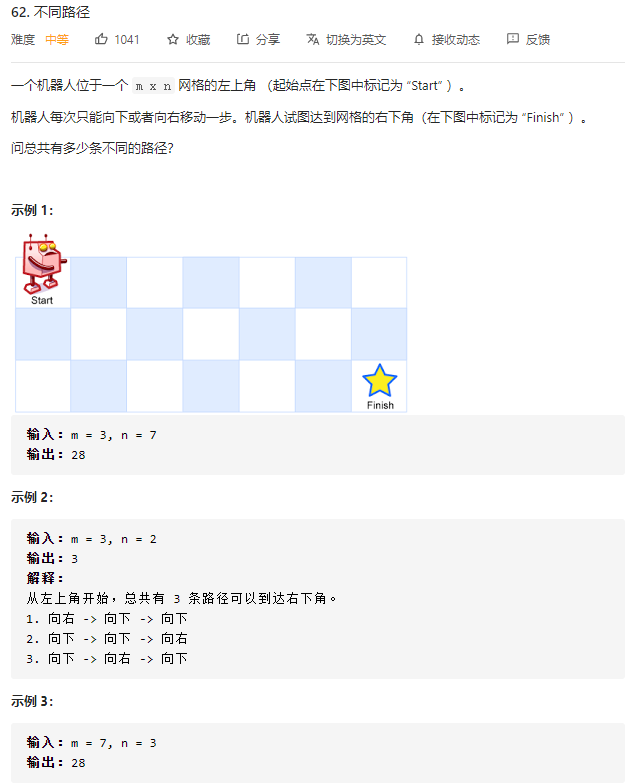 62. 不同路径
难度 中等 1041 收藏 分享 切换为英文 接收动态 反馈
一个机器人位于一个 m x n 网格的左上角 （起始点在下图中标记为 “Start” ）。
机器人每次只能向下或者向右移动一步。机器人试图达到网格的右下角（在下图中标记为 “Finish” ）。
问总共有多少条不同的路径？
示例 1：
Start
Finish
输入：m = 3, n = 7
输出：28
示例 2：
输入：m = 3, n = 2
输出：3
解释：
从左上角开始，总共有 3 条路径可以到达右下角。
1. 向右 -> 向下 -> 向下
2. 向下 -> 向下 -> 向右
3. 向下 -> 向右 -> 向下
示例 3：
输入：m = 7, n = 3
输出：28